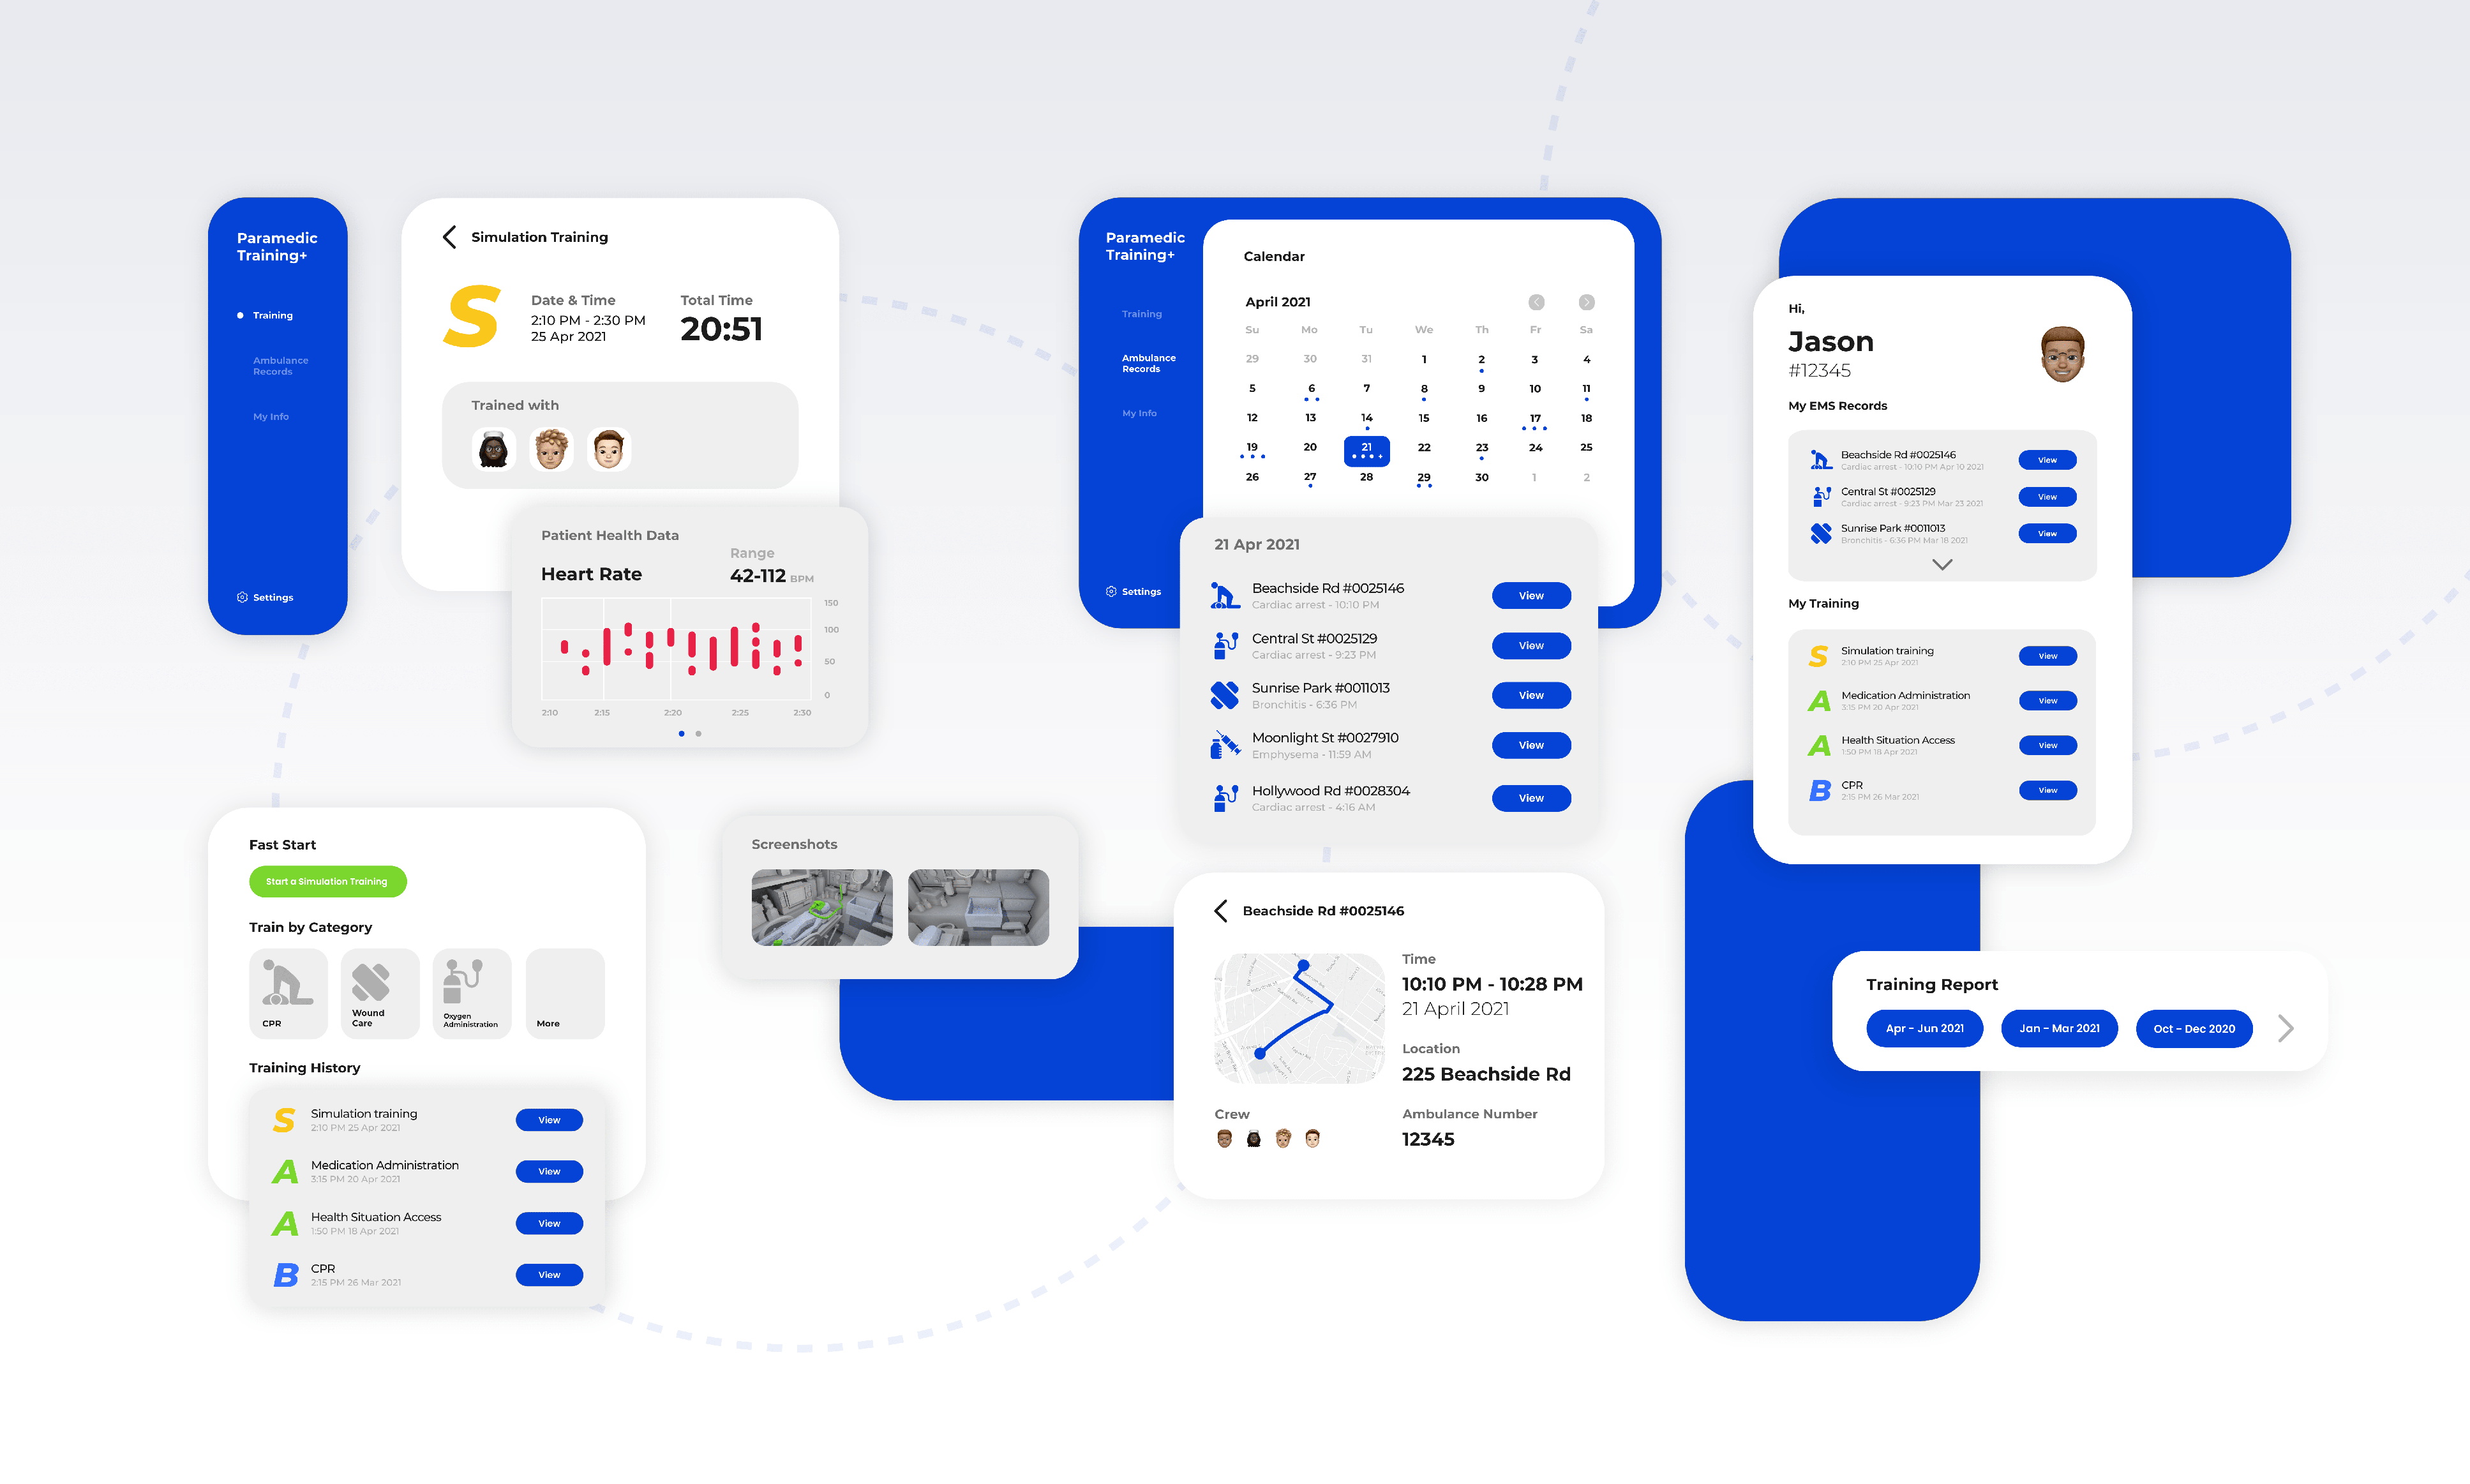 Paramedic
Training+
Training
Ambulance
Records
My Info
Settings
Simulation Training
S
Date & Time
2:10 PM - 2:30 PM
25 Apr 2021
Total Time
20:51
Trained with
Patient Health Data
Heart Rate
Range
42-112 BPM
150
100
50
0
2:10 2:15 2:20 2:25 2:30
Fast Start
Start a Simulation Training
Train by Category
CPR
Wound
Care
Oxygen
Administration
More
Training History
S
Simulation training
2:10 PM 25 Apr 2021
View
A
Medication Administration
3:15 PM 20 Apr 2021
View
A
Health Situation Access
1:50 PM 18 Apr 2021
View
B
CPR
2:15 PM 26 Mar 2021
View
Screenshots
Paramedic
Training+
Training
Ambulance
Records
My Info
Settings
Calendar
April 2021
Su Mo Tu We Th Fr Sa
29 30 31 1 2 3 4
5 6 7 8 9 10 11
12 13 14 15 16 17 18
19 20 21 22 23 24 25
26 27 28 29 30 1 2
21 Apr 2021
Beachside Rd #0025146
Cardiac arrest - 10:10 PM
View
Central St #0025129
Cardiac arrest - 9:23 PM
View
Sunrise Park #0011013
Bronchitis - 6:36 PM
View
Moonlight St #0027910
Emphysema - 11:59 AM
View
Hollywood Rd #0028304
Cardiac arrest - 4:16 AM
View
Beachside Rd #0025146
Time
10:10 PM - 10:28 PM
21 April 2021
Location
225 Beachside Rd
Crew
Ambulance Number
12345
Hi,
Jason
#12345
My EMS Records
Beachside Rd #0025146
Cardiac arrest - 10:10 PM Apr 10 2021
View
Central St #0025129
Cardiac arrest - 9:23 PM Mar 23 2021
View
Sunrise Park #0011013
Bronchitis - 6:36 PM Mar 18 2021
View
My Training
S
Simulation training
2:10 PM 25 Apr 2021
View
A
Medication Administration
3:15 PM 20 Apr 2021
View
A
Health Situation Access
1:50 PM 18 Apr 2021
View
B
CPR
2:15 PM 26 Mar 2021
View
Training Report
Apr - Jun 2021
Jan - Mar 2021
Oct - Dec 2020